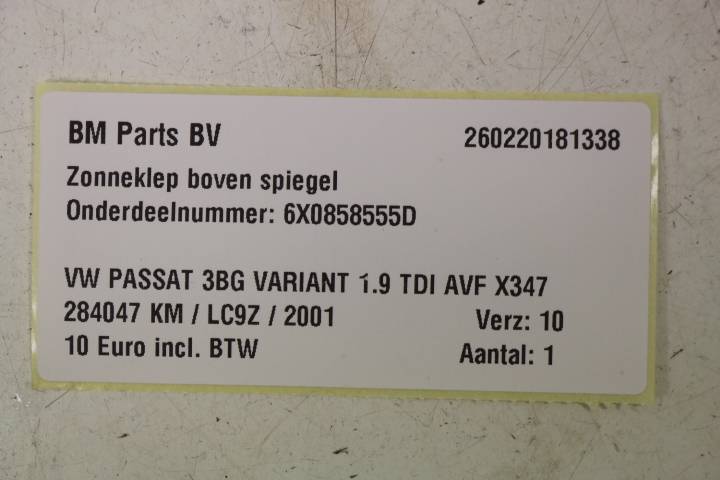 BM Parts BV 260220181338
Zonneklep boven spiegel
Onderdeelnummer: 6X0858555D
VW PASSAT 3BG VARIANT 1.9 TDI AVF X347
284047 KM / LC9Z / 2001 Verz: 10
10 Euro incl. BTW Aantal: 1